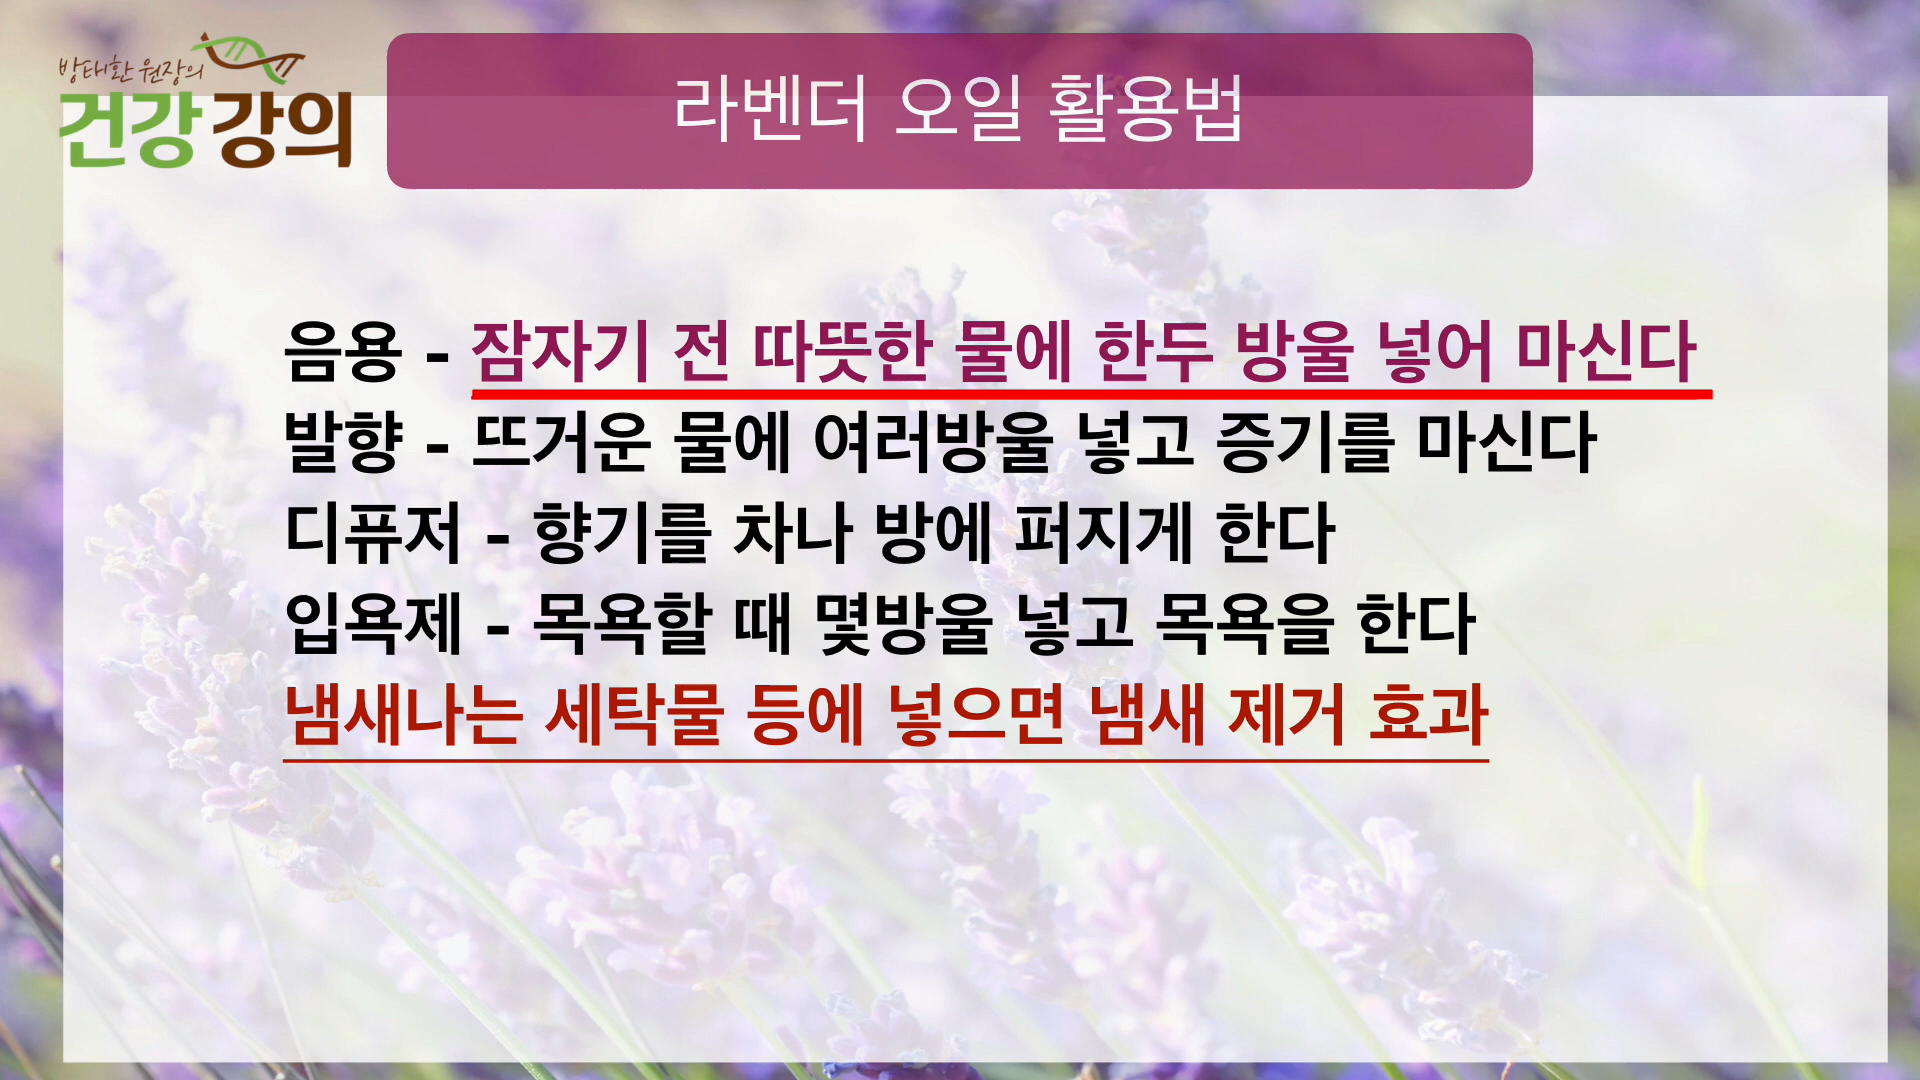 방태환 원장의
건강 강의
라벤더 오일 활용법
음용 - 잠자기 전 따뜻한 물에 한두 방울 넣어 마신다
발향 - 뜨거운 물에 여러방울 넣고 증기를 마신다
디퓨저 - 향기를 차나 방에 퍼지게 한다
입욕제 - 목욕할 때 몇방울 넣고 목욕을 한다
냄새나는 세탁물 등에 넣으면 냄새 제거 효과